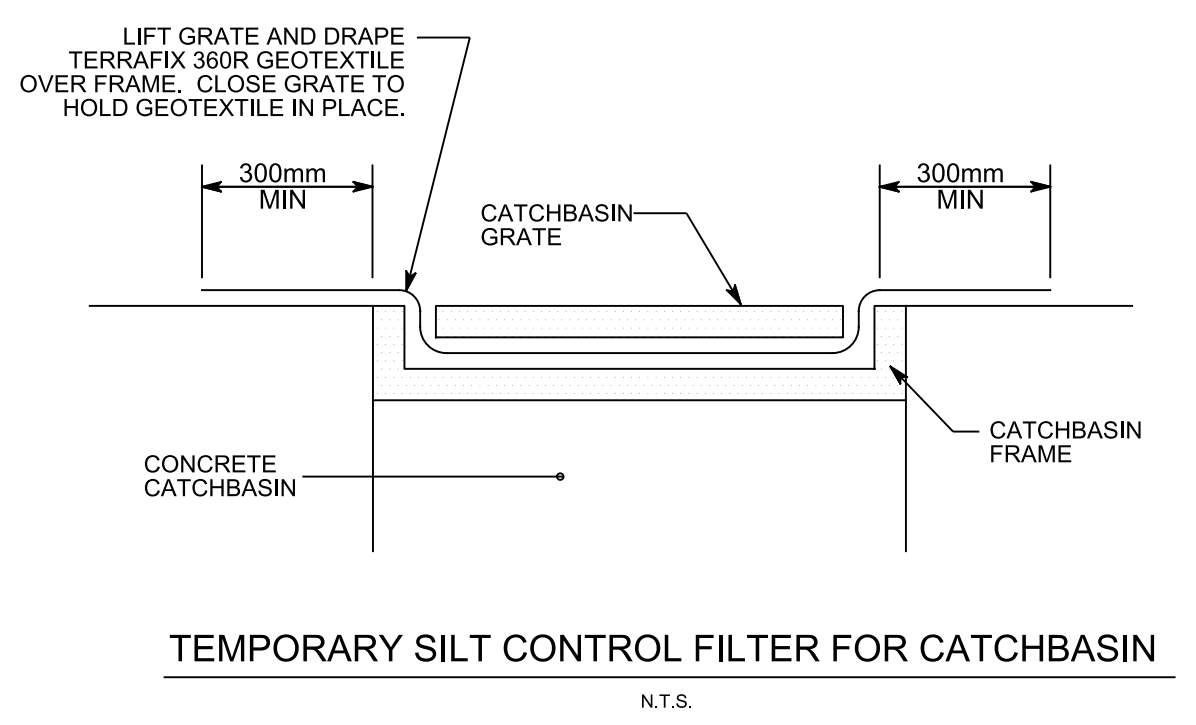 LIFT GRATE AND DRAPE
TERRAFIX 360R GEOTEXTILE
OVER FRAME. CLOSE GRATE TO
HOLD GEOTEXTILE IN PLACE.
300mm
MIN
300mm
MIN
CATCHBASIN
GRATE
CATCHBASIN
FRAME
CONCRETE
CATCHBASIN
TEMPORARY SILT CONTROL FILTER FOR CATCHBASIN
N.T.S.